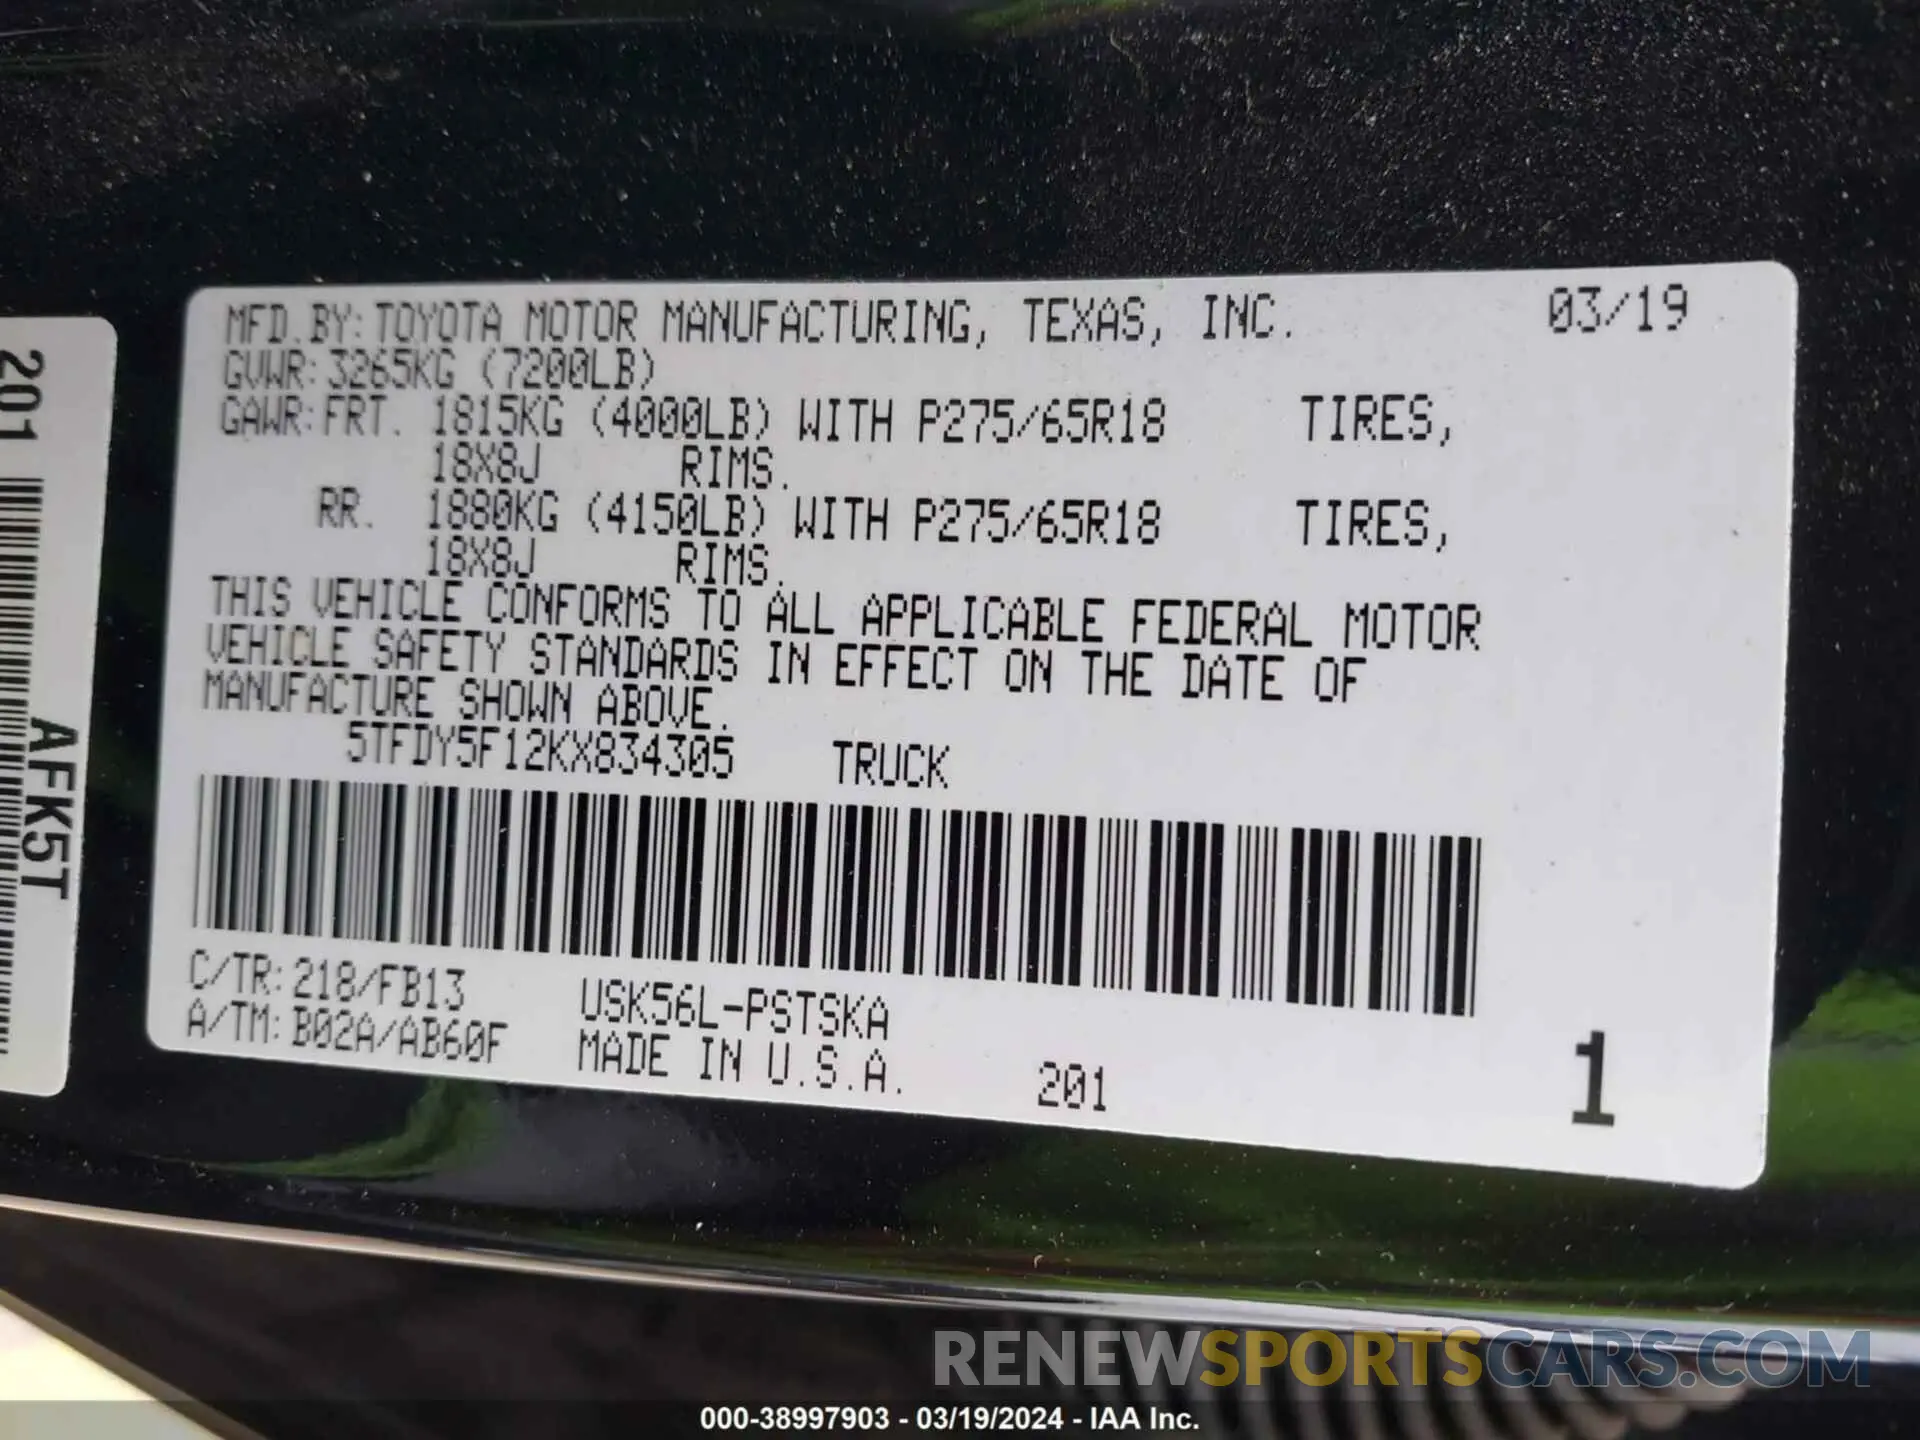 MFD. BY: TOYOTA MOTOR MANUFACTURING, TEXAS, INC. 03/19
GVWR: 3265KG (7200LB)
GAWR: FRT. 1815KG (4000LB) WITH P275/65R18 TIRES,
18X8J RIMS.
RR. 1880KG (4150LB) WITH P275/65R18 TIRES,
18X8J RIMS.
THIS VEHICLE CONFORMS TO ALL APPLICABLE FEDERAL MOTOR
VEHICLE SAFETY STANDARDS IN EFFECT ON THE DATE OF
MANUFACTURE SHOWN ABOVE.
5TFDY5F12KX834305 TRUCK
C/TR: 218/FB13 USK56L-PSTSKA
A/TM: B02A/AB60F MADE IN U.S.A. 201 1
201
AFK5T
RENEWSPORTSCARS.COM
000-38997903 - 03/19/2024 - IAA Inc.